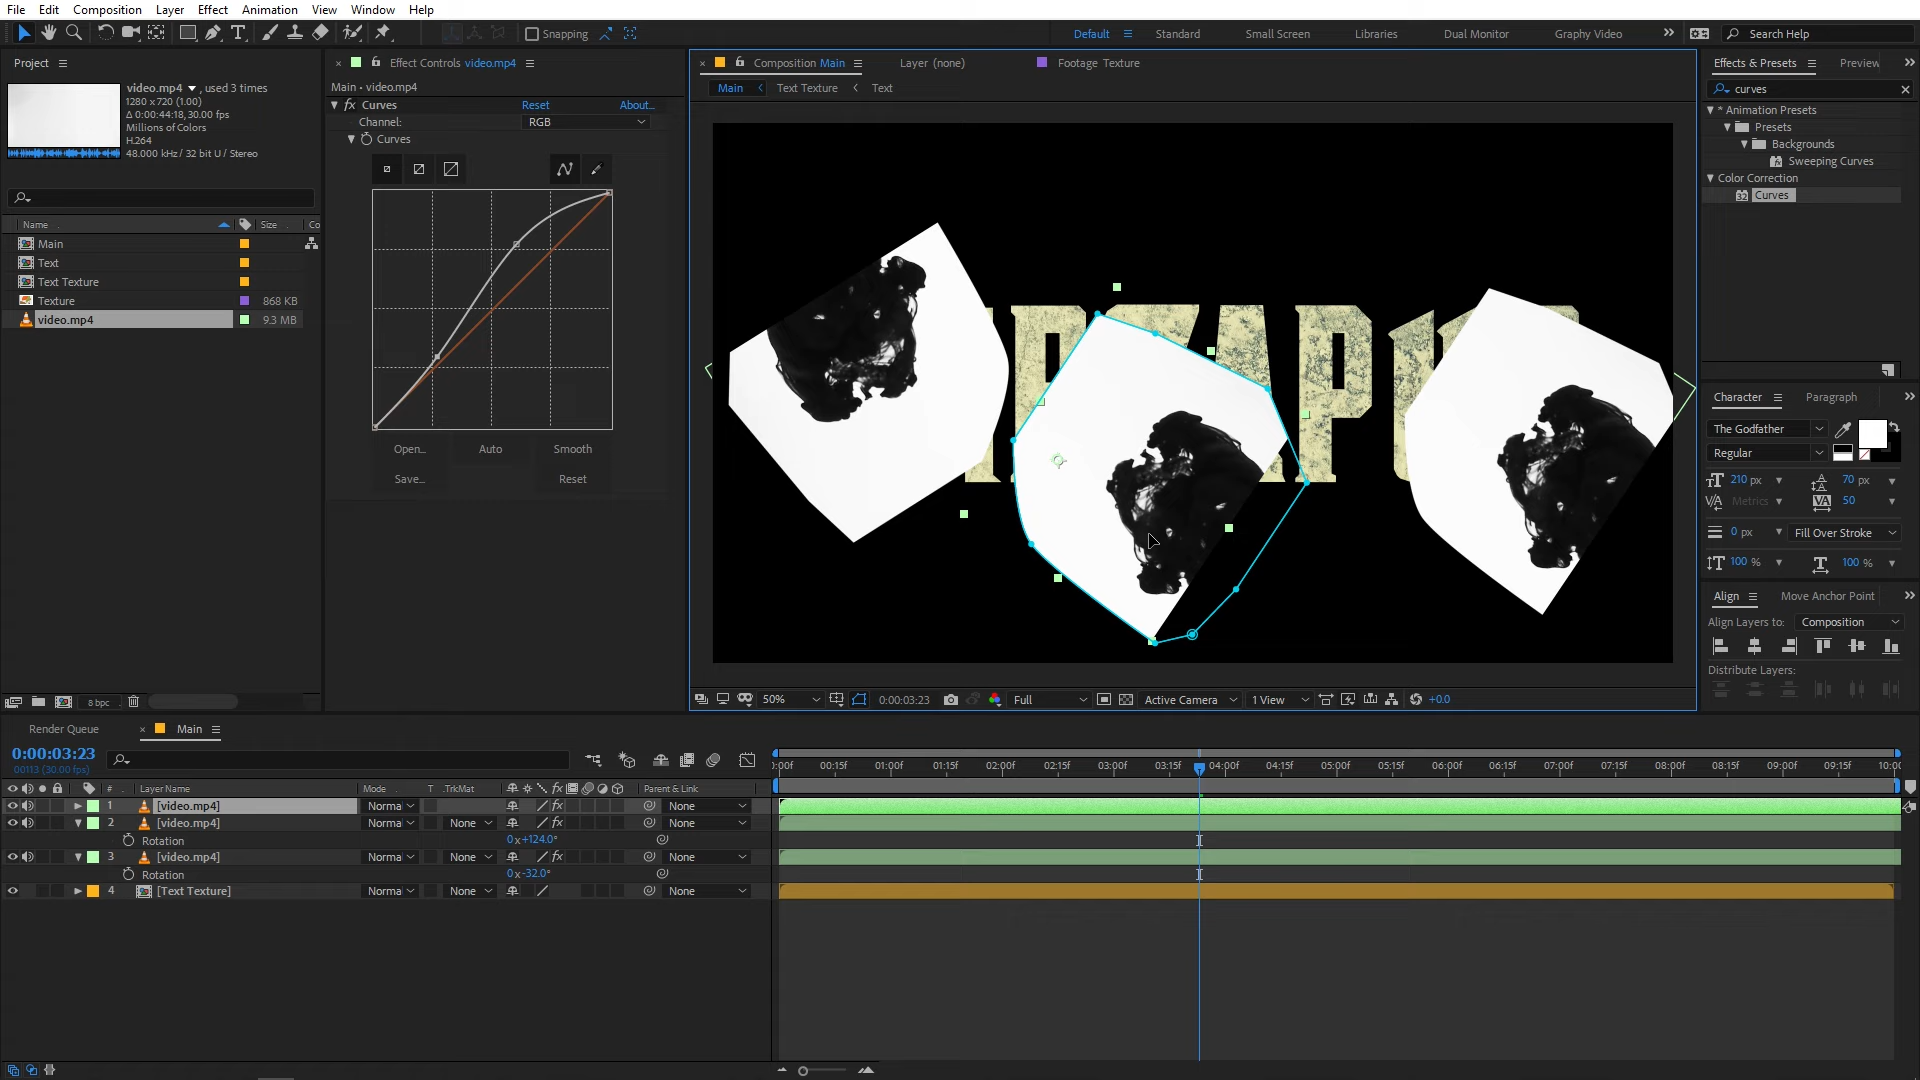 File Edit Composition Layer Effect Animation View Window Help
Snapping
Default Standard Small Screen Libraries Dual Monitor Graphy Video Search Help
Project
video.mp4 , used 3 times
1280 x 720 (1.00)
Δ 0:00:44:18, 30.00 fps
Millions of Colors
H.264
48.000 kHz / 32 bit U / Stereo
Name Size Co
Main
Text
Text Texture
Texture 868 KB
video.mp4 9.3 MB
8 bpc
Effect Controls video.mp4
Main • video.mp4
fx Curves Reset About...
Channel: RGB
Curves
Open... Auto Smooth
Save... Reset
Composition Main Layer (none) Footage Texture
Main Text Texture Text
50% 0:00:03:23 Full Active Camera 1 View +0.0
Effects & Presets Preview
curves
* Animation Presets
Presets
Backgrounds
Sweeping Curves
Color Correction
32 Curves
Character Paragraph
The Godfather
Regular
210 px 70 px
Metrics 50
0 px Fill Over Stroke
100 % 100 %
Align Move Anchor Point
Align Layers to: Composition
Distribute Layers:
Render Queue Main
0:00:03:23
00113 (30.00 fps)
:00f 00:15f 01:00f 01:15f 02:00f 02:15f 03:00f 03:15f 04:00f 04:15f 05:00f 05:15f 06:00f 06:15f 07:00f 07:15f 08:00f 08:15f 09:00f 09:15f 10:00
# Layer Name Mode T .TrkMat fx Parent & Link
1 [video.mp4] Norma fx None
2 [video.mp4] Norma None fx None
Rotation 0x+124.0°
3 [video.mp4] Norma None fx None
Rotation 0x-32.0°
4 [Text Texture] Norma None None